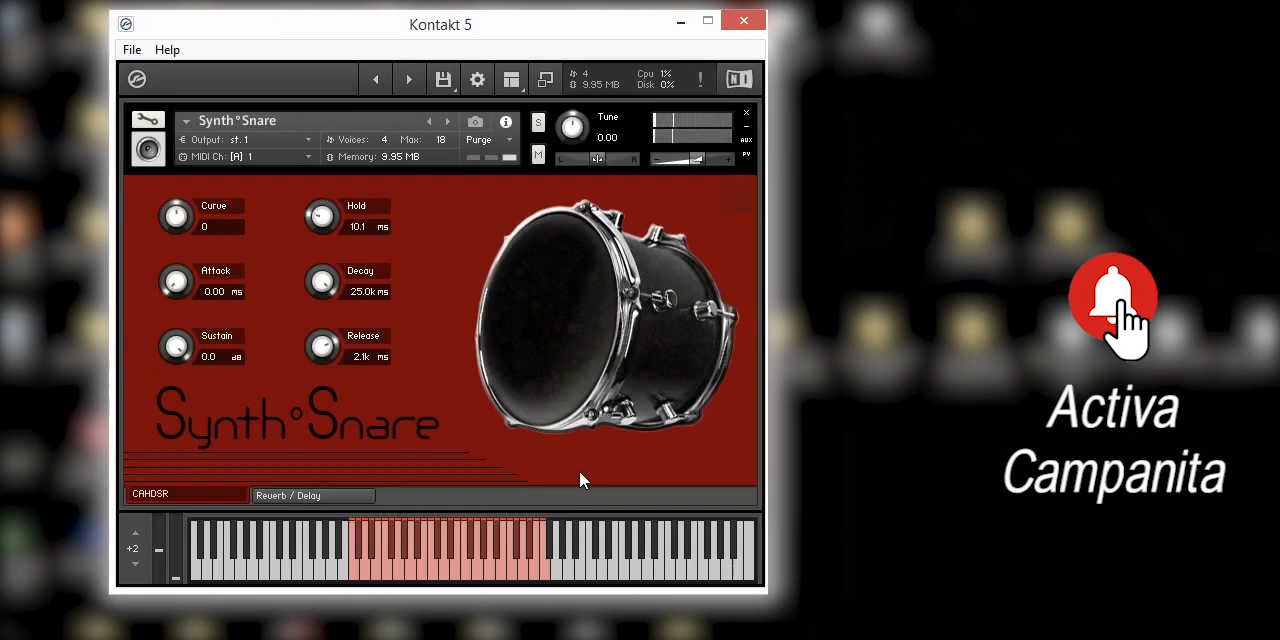 Kontakt 5
File Help
4
9.95 MB
Cpu 1%
Disk 0%
!
NI
Synth°Snare
Output: st.1
Voices: 4 Max: 18
Purge
MIDI Ch: [A] 1
Memory: 9.95 MB
S
M
Tune
0.00
L R
- +
AUX
PV
Curve
0
Hold
10.1 ms
Attack
0.00 ms
Decay
25.0k ms
Sustain
0.0 dB
Release
2.1k ms
Synth°Snare
CAHDSR
Reverb / Delay
+2
Activa
Campanita